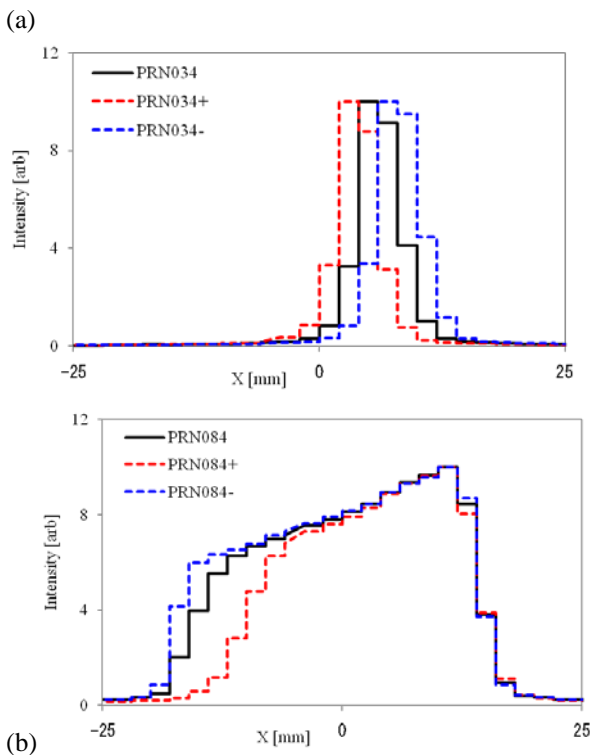 (a)
12
PRN034
PRN034+
PRN034-
8
Intensity [arb]
4
0
−25
X [mm]
0
25
12
PRN084
PRN084+
PRN084-
8
Intensity [arb]
4
0
−25
X [mm]
0
25
(b)